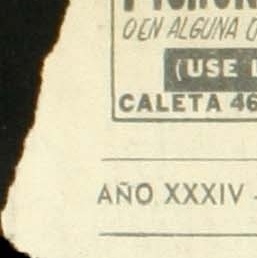 O EN ALGUNA
(USE
CALETA 46
AÑO XXXIV -